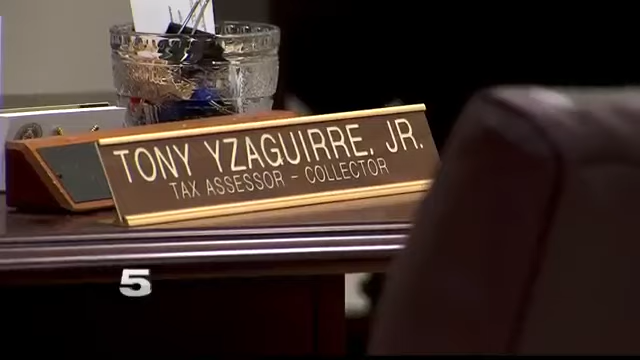 TONY YZAGUIRRE, JR.
TAX ASSESSOR - COLLECTOR
5